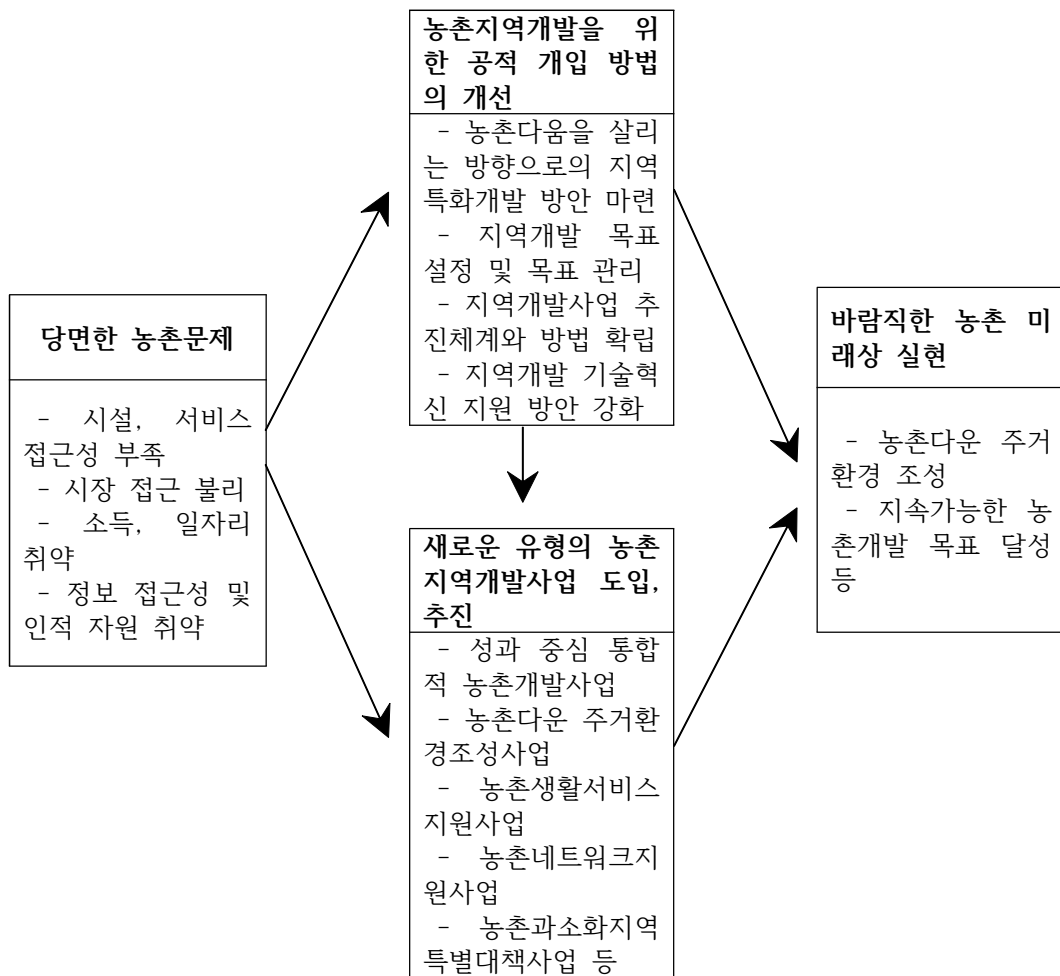 당면한 농촌문제
- 시설, 서비스
접근성 부족
- 시장 접근 불리
- 소득, 일자리
취약
- 정보 접근성 및
인적 자원 취약
농촌지역개발을 위
한 공적 개입 방법
의 개선
- 농촌다움을 살리
는 방향으로의 지역
특화개발 방안 마련
- 지역개발 목표
설정 및 목표 관리
- 지역개발사업 추
진체계와 방법 확립
- 지역개발 기술혁
신 지원 방안 강화
새로운 유형의 농촌
지역개발사업 도입,
추진
- 성과 중심 통합
적 농촌개발사업
- 농촌다운 주거환
경조성사업
- 농촌생활서비스
지원사업
- 농촌네트워크지
원사업
- 농촌과소화지역
특별대책사업 등
바람직한 농촌 미
래상 실현
- 농촌다운 주거
환경 조성
- 지속가능한 농
촌개발 목표 달성
등